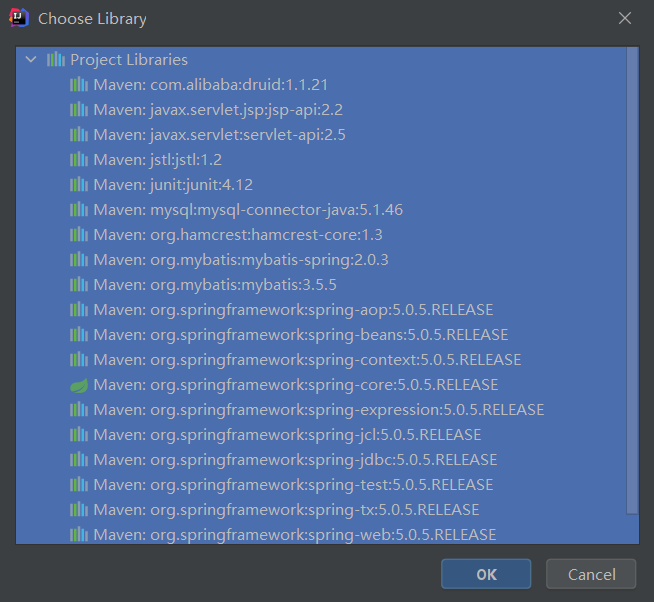 Choose Library
Project Libraries
Maven: com.alibaba:druid:1.1.21
Maven: javax.servlet.jsp:jsp-api:2.2
Maven: javax.servlet:servlet-api:2.5
Maven: jstl:jstl:1.2
Maven: junit:junit:4.12
Maven: mysql:mysql-connector-java:5.1.46
Maven: org.hamcrest:hamcrest-core:1.3
Maven: org.mybatis:mybatis-spring:2.0.3
Maven: org.mybatis:mybatis:3.5.5
Maven: org.springframework:spring-aop:5.0.5.RELEASE
Maven: org.springframework:spring-beans:5.0.5.RELEASE
Maven: org.springframework:spring-context:5.0.5.RELEASE
Maven: org.springframework:spring-core:5.0.5.RELEASE
Maven: org.springframework:spring-expression:5.0.5.RELEASE
Maven: org.springframework:spring-jcl:5.0.5.RELEASE
Maven: org.springframework:spring-jdbc:5.0.5.RELEASE
Maven: org.springframework:spring-test:5.0.5.RELEASE
Maven: org.springframework:spring-tx:5.0.5.RELEASE
Maven: org.springframework:spring-web:5.0.5.RELEASE
OK Cancel